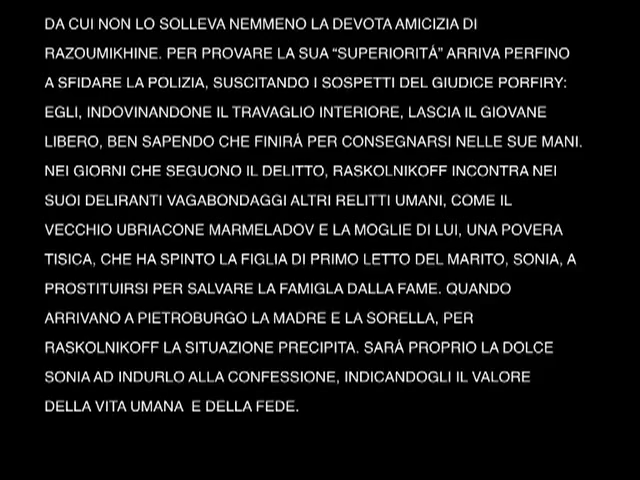 DA CUI NON LO SOLLEVA NEMMENO LA DEVOTA AMICIZIA DI
RAZOUMIKHINE. PER PROVARE LA SUA “SUPERIORITÁ” ARRIVA PERFINO
A SFIDARE LA POLIZIA, SUSCITANDO I SOSPETTI DEL GIUDICE PORFIRY:
EGLI, INDOVINANDONE IL TRAVAGLIO INTERIORE, LASCIA IL GIOVANE
LIBERO, BEN SAPENDO CHE FINIRÁ PER CONSEGNARSI NELLE SUE MANI.
NEI GIORNI CHE SEGUONO IL DELITTO, RASKOLNIKOFF INCONTRA NEI
SUOI DELIRANTI VAGABONDAGGI ALTRI RELITTI UMANI, COME IL
VECCHIO UBRIACONE MARMELADOV E LA MOGLIE DI LUI, UNA POVERA
TISICA, CHE HA SPINTO LA FIGLIA DI PRIMO LETTO DEL MARITO, SONIA, A
PROSTITUIRSI PER SALVARE LA FAMIGLA DALLA FAME. QUANDO
ARRIVANO A PIETROBURGO LA MADRE E LA SORELLA, PER
RASKOLNIKOFF LA SITUAZIONE PRECIPITA. SARÁ PROPRIO LA DOLCE
SONIA AD INDURLO ALLA CONFESSIONE, INDICANDOGLI IL VALORE
DELLA VITA UMANA  E DELLA FEDE.